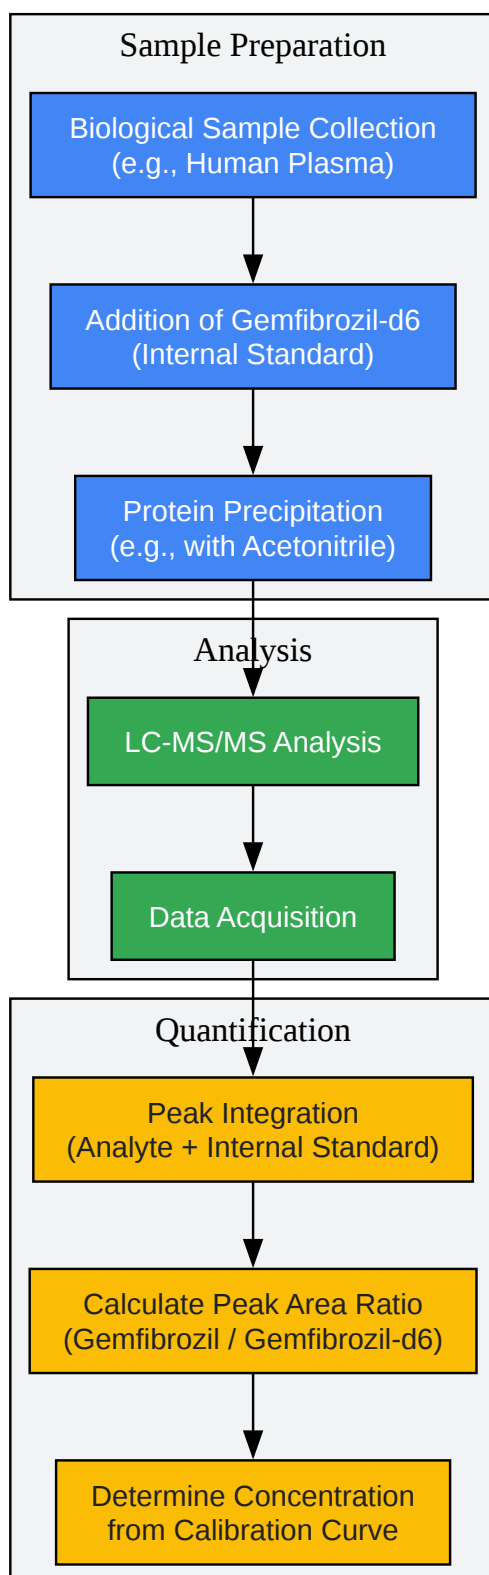 Sample Preparation
Biological Sample Collection
(e.g., Human Plasma)
Addition of Gemfibrozil-d6
(Internal Standard)
Protein Precipitation
(e.g., with Acetonitrile)
Analysis
LC-MS/MS Analysis
Data Acquisition
Quantification
Peak Integration
(Analyte + Internal Standard)
Calculate Peak Area Ratio
(Gemfibrozil / Gemfibrozil-d6)
Determine Concentration
from Calibration Curve